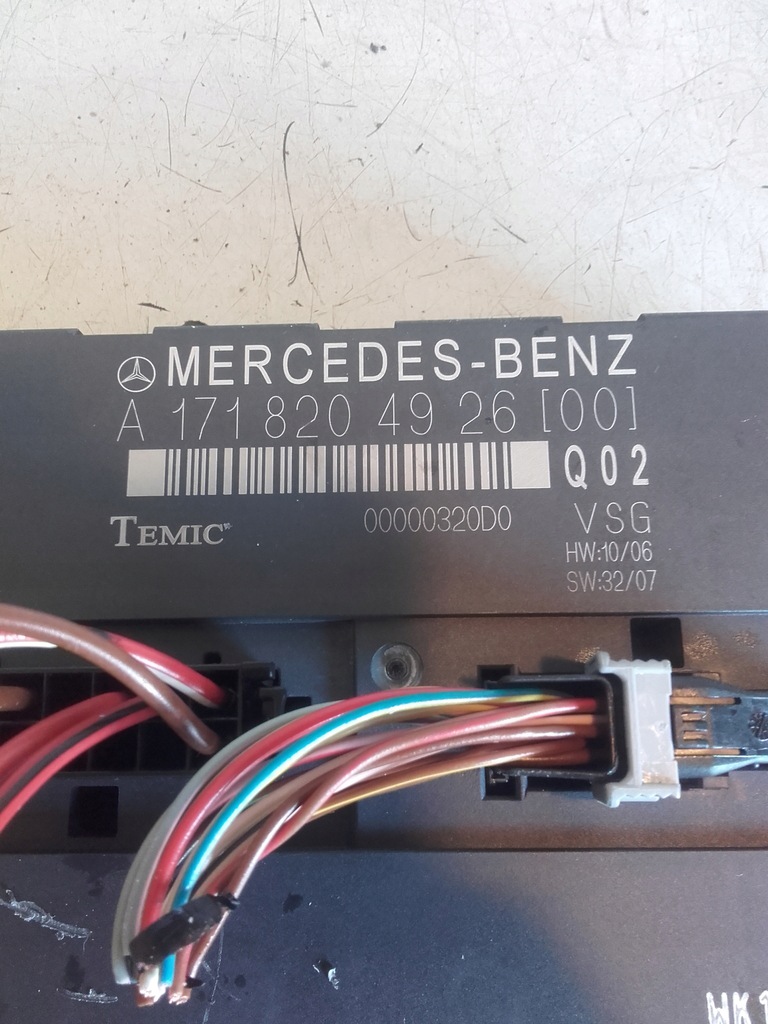 MERCEDES-BENZ
A 171 820 49 26 [00]
Q02
TEMIC
00000320D0
VSG
HW:10/06
SW:32/07